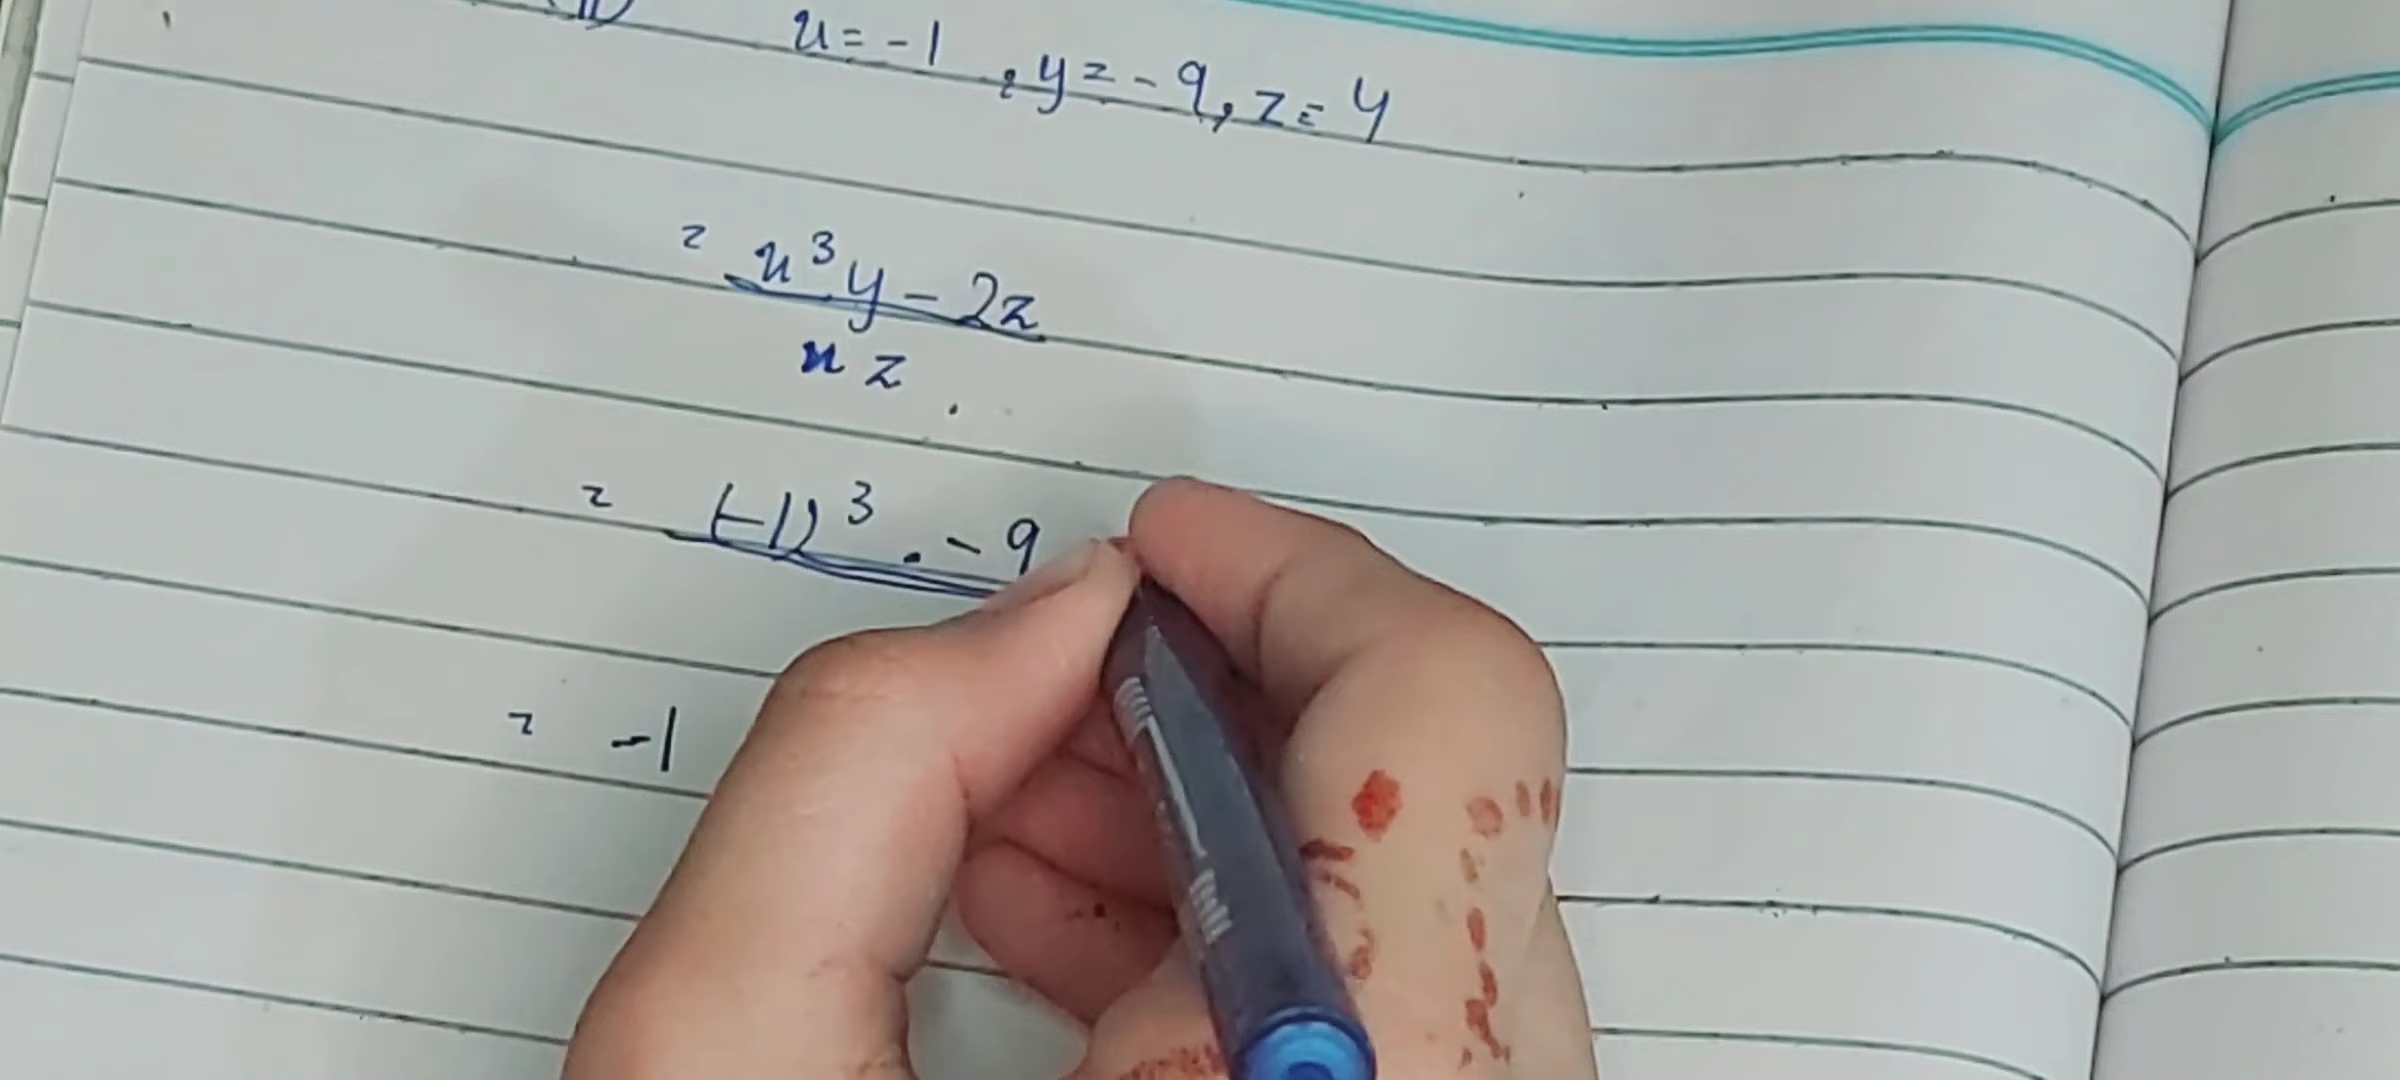 x = -1 , y = -9, z = 4
= x³y - 2z
xz
= (-1)³ . - 9
= -1